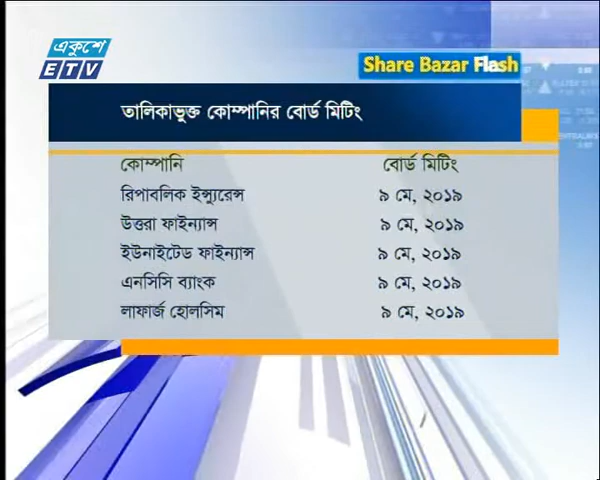 একুশে
ETV
Share Bazar Flash
তালিকাভুক্ত কোম্পানির বোর্ড মিটিং
কোম্পানি বোর্ড মিটিং
রিপাবলিক ইন্স্যুরেন্স ৯ মে, ২০১৯
উত্তরা ফাইন্যান্স ৯ মে, ২০১৯
ইউনাইটেড ফাইন্যান্স ৯ মে, ২০১৯
এনসিসি ব্যাংক ৯ মে, ২০১৯
লাফার্জ হোলসিম ৯ মে, ২০১৯